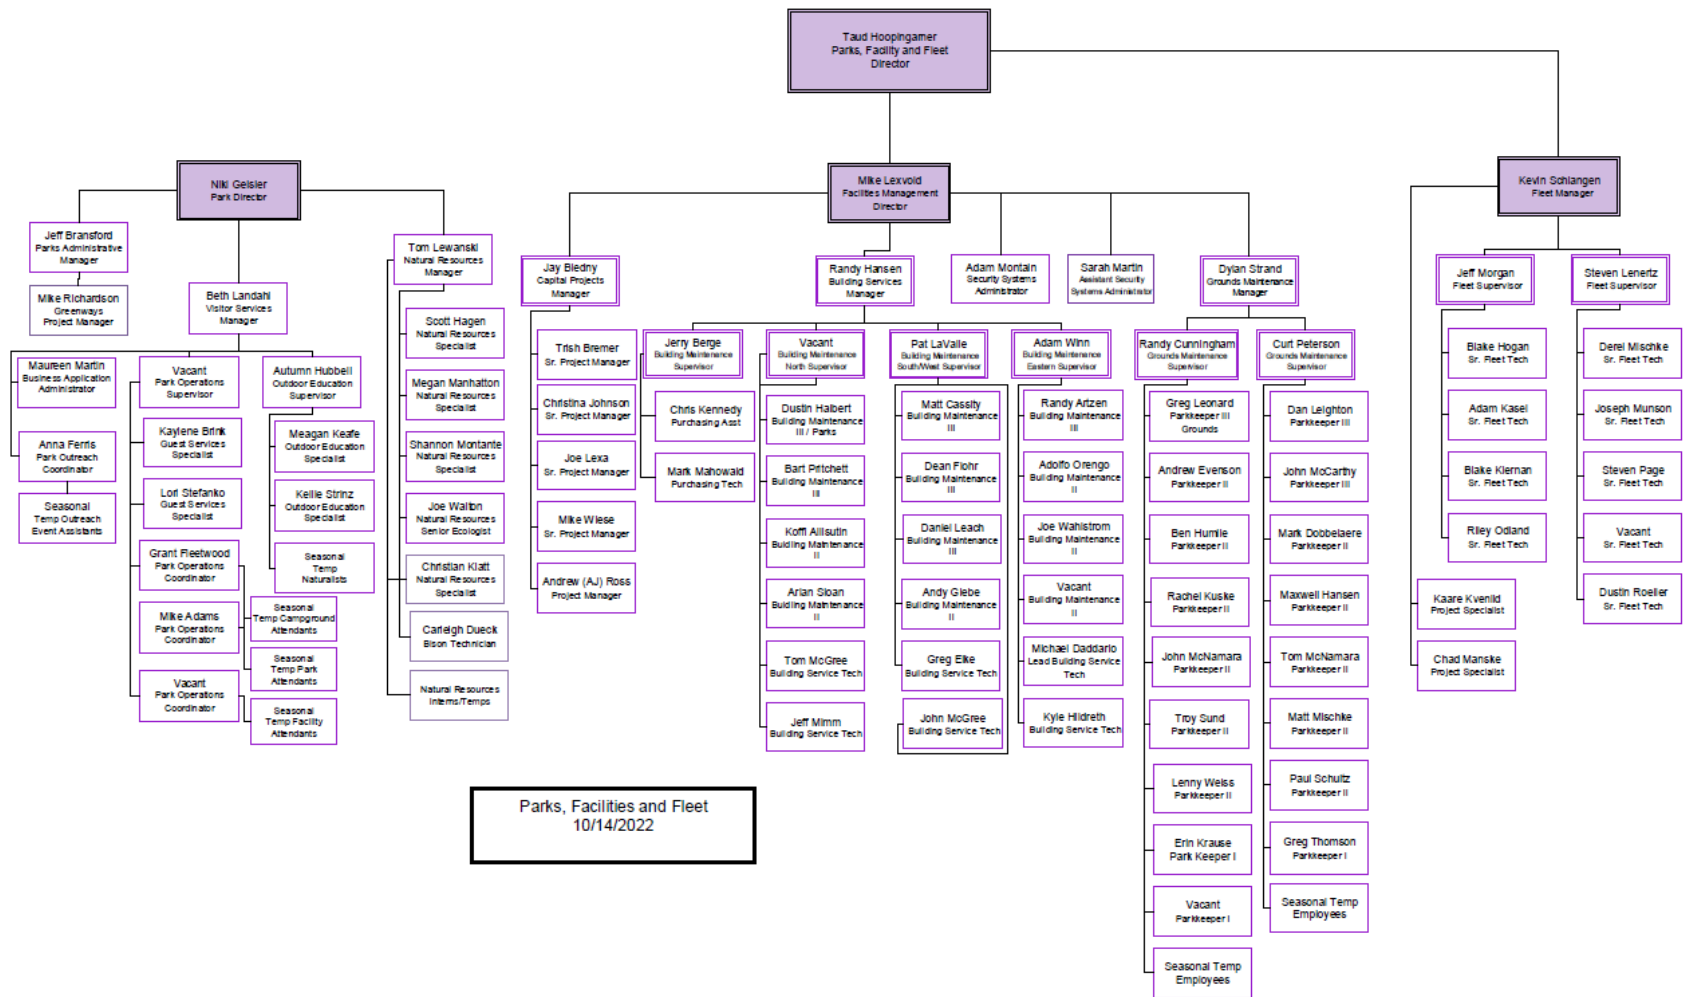 Taud Hoopingarner
Parks, Facility and Fleet
Director
Niki Geisler
Park Director
Mike Lexvold
Facilities Management
Director
Kevin Schlangen
Fleet Manager
Jeff Bransford
Parks Administrative
Manager
Mike Richardson
Greenways
Project Manager
Beth Landahl
Visitor Services
Manager
Maureen Martin
Business Application
Administrator
Anna Ferris
Park Outreach
Coordinator
Seasonal
Temp Outreach
Event Assistants
Vacant
Park Operations
Supervisor
Kaylene Brink
Guest Services
Specialist
Lori Stefanko
Guest Services
Specialist
Grant Fleetwood
Park Operations
Coordinator
Mike Adams
Park Operations
Coordinator
Vacant
Park Operations
Coordinator
Seasonal
Temp Campground
Attendants
Seasonal
Temp Park
Attendants
Seasonal
Temp Facility
Attendants
Autumn Hubbell
Outdoor Education
Supervisor
Meagan Keafe
Outdoor Education
Specialist
Kellie Strinz
Outdoor Education
Specialist
Seasonal
Temp
Naturalists
Tom Lewanski
Natural Resources
Manager
Scott Hagen
Natural Resources
Specialist
Megan Manhatton
Natural Resources
Specialist
Shannon Montante
Natural Resources
Specialist
Joe Walton
Natural Resources
Senior Ecologist
Christian Klatt
Natural Resources
Specialist
Carleigh Dueck
Bison Technician
Natural Resources
Interns/Temps
Jay Biedny
Capital Projects
Manager
Trish Bremer
Sr. Project Manager
Christina Johnson
Sr. Project Manager
Joe Lexa
Sr. Project Manager
Mike Wiese
Sr. Project Manager
Andrew (AJ) Ross
Project Manager
Randy Hansen
Building Services
Manager
Jerry Berge
Building Maintenance
Supervisor
Chris Kennedy
Purchasing Asst
Mark Mahowald
Purchasing Tech
Vacant
Building Maintenance
North Supervisor
Dustin Halbert
Building Maintenance
III / Parks
Bart Pritchett
Building Maintenance
III
Koffi Allisutin
Building Maintenance
II
Arlan Sloan
Building Maintenance
II
Tom McGree
Building Service Tech
Jeff Mimm
Building Service Tech
Pat LaValle
Building Maintenance
South/West Supervisor
Matt Cassity
Building Maintenance
III
Dean Flohr
Building Maintenance
III
Daniel Leach
Building Maintenance
III
Andy Giebe
Building Maintenance
II
Greg Elke
Building Service Tech
John McGree
Building Service Tech
Adam Winn
Building Maintenance
Eastern Supervisor
Randy Artzen
Building Maintenance
III
Adolfo Orengo
Building Maintenance
II
Joe Wahlstrom
Building Maintenance
II
Vacant
Building Maintenance
II
Michael Daddario
Lead Building Service
Tech
Kyle Hildreth
Building Service Tech
Adam Montain
Security Systems
Administrator
Sarah Martin
Assistant Security
Systems Administrator
Dylan Strand
Grounds Maintenance
Manager
Randy Cunningham
Grounds Maintenance
Supervisor
Greg Leonard
Parkkeeper III
Grounds
Andrew Evenson
Parkkeeper II
Ben Humile
Parkkeeper II
Rachel Kuske
Parkkeeper II
John McNamara
Parkkeeper II
Troy Sund
Parkkeeper II
Lenny Weiss
Parkkeeper II
Erin Krause
Park Keeper I
Vacant
Parkkeeper I
Seasonal Temp
Employees
Curt Peterson
Grounds Maintenance
Supervisor
Dan Leighton
Parkkeeper III
John McCarthy
Parkkeeper III
Mark Dobbelaere
Parkkeeper II
Maxwell Hansen
Parkkeeper II
Tom McNamara
Parkkeeper II
Matt Mischke
Parkkeeper II
Paul Schultz
Parkkeeper II
Greg Thomson
Parkkeeper I
Seasonal Temp
Employees
Jeff Morgan
Fleet Supervisor
Blake Hogan
Sr. Fleet Tech
Adam Kasel
Sr. Fleet Tech
Blake Kiernan
Sr. Fleet Tech
Riley Odland
Sr. Fleet Tech
Kaare Kvenild
Project Specialist
Chad Manske
Project Specialist
Steven Lenertz
Fleet Supervisor
Derel Mischke
Sr. Fleet Tech
Joseph Munson
Sr. Fleet Tech
Steven Page
Sr. Fleet Tech
Vacant
Sr. Fleet Tech
Dustin Roeller
Sr. Fleet Tech
Parks, Facilities and Fleet
10/14/2022